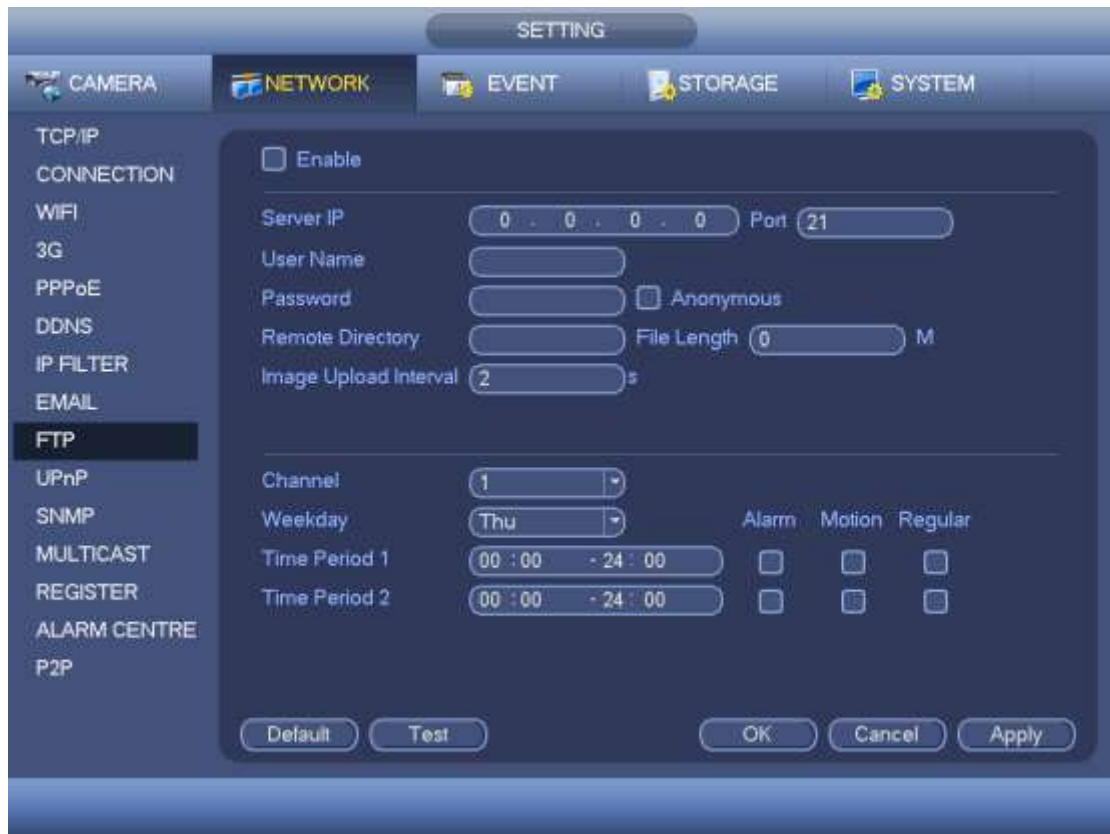 SETTING
CAMERA NETWORK EVENT STORAGE SYSTEM
TCP/IP
CONNECTION
WIFI
3G
PPPoE
DDNS
IP FILTER
EMAIL
FTP
UPnP
SNMP
MULTICAST
REGISTER
ALARM CENTRE
P2P
Enable
Server IP 0 . 0 . 0 . 0 Port 21
User Name
Password Anonymous
Remote Directory File Length 0 M
Image Upload Interval 2 s
Channel 1
Weekday Thu Alarm Motion Regular
Time Period 1 00 :00 - 24 : 00
Time Period 2 00 :00 - 24 : 00
Default Test OK Cancel Apply